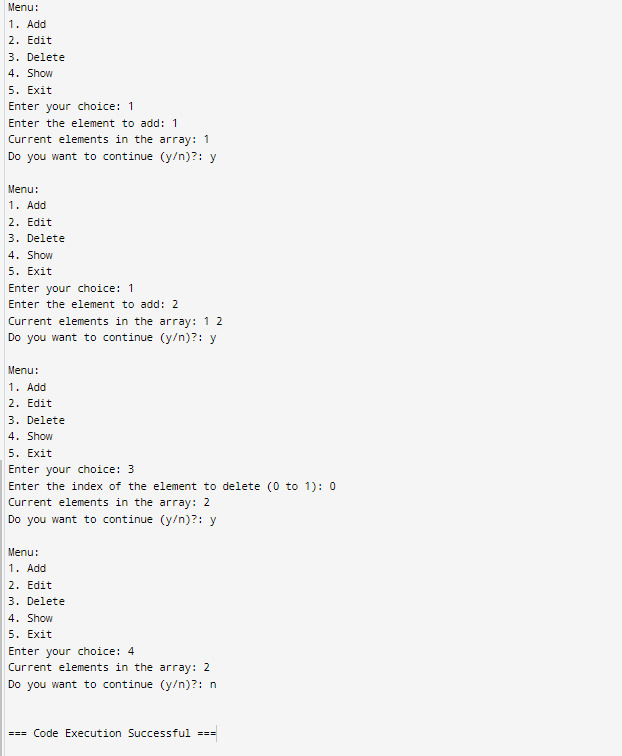 Menu:
1. Add
2. Edit
3. Delete
4. Show
5. Exit
Enter your choice: 1
Enter the element to add: 1
Current elements in the array: 1
Do you want to continue (y/n)?: y
Menu:
1. Add
2. Edit
3. Delete
4. Show
5. Exit
Enter your choice: 1
Enter the element to add: 2
Current elements in the array: 1 2
Do you want to continue (y/n)?: y
Menu:
1. Add
2. Edit
3. Delete
4. Show
5. Exit
Enter your choice: 3
Enter the index of the element to delete (0 to 1): 0
Current elements in the array: 2
Do you want to continue (y/n)?: y
Menu:
1. Add
2. Edit
3. Delete
4. Show
5. Exit
Enter your choice: 4
Current elements in the array: 2
Do you want to continue (y/n)?: n
=== Code Execution Successful ===